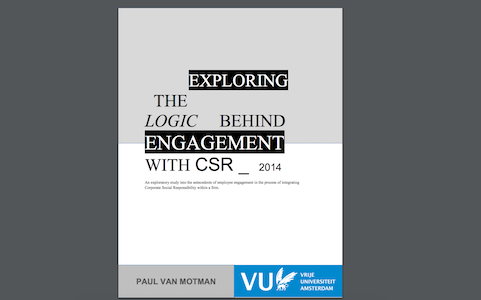 EXPLORING
THE
LOGIC BEHIND
ENGAGEMENT
WITH CSR _ 2014
An exploratory study into the antecedents of employee engagement in the process of integrating
Corporate Social Responsibility within a firm.
PAUL VAN MOTMAN
VU
VRIJE
UNIVERSITEIT
AMSTERDAM